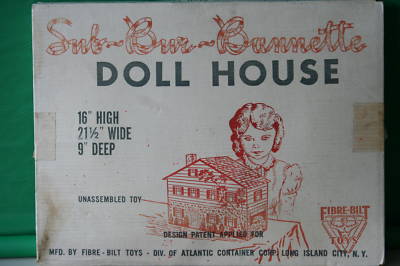 Sub-Bur-Bannette
DOLL HOUSE
16" HIGH
21½" WIDE
9" DEEP
UNASSEMBLED TOY
DESIGN PATENT APPLIED FOR
FIBRE-BILT
TOYS
MFD. BY FIBRE-BILT TOYS - DIV. OF ATLANTIC CONTAINER CORP. LONG ISLAND CITY, N.Y.